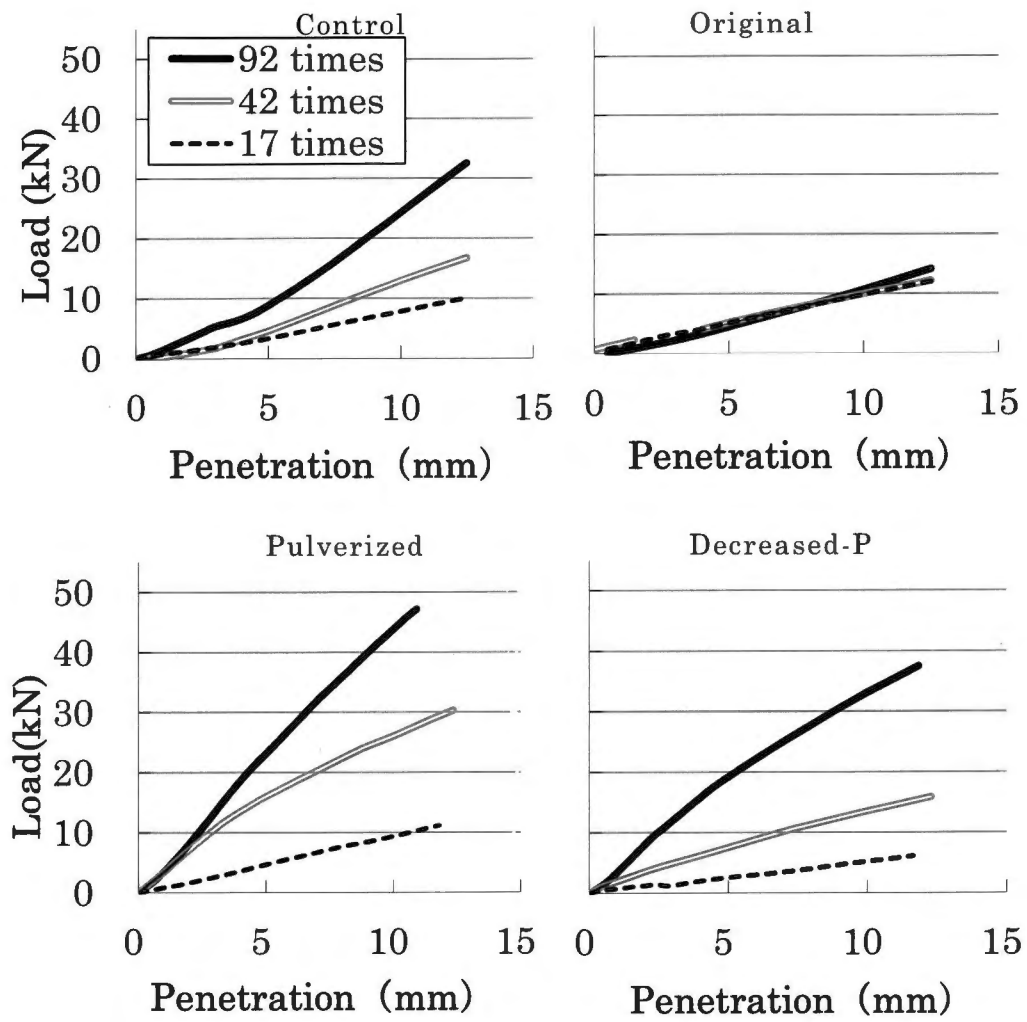 Control
50
40
30
20
10
0
Load (kN)
92 times
42 times
17 times
0 5 10 15
Penetration (mm)
Original
0 5 10 15
Penetration (mm)
Pulverized
50
40
30
20
10
0
Load(kN)
0 5 10 15
Penetration (mm)
Decreased-P
0 5 10 15
Penetration (mm)